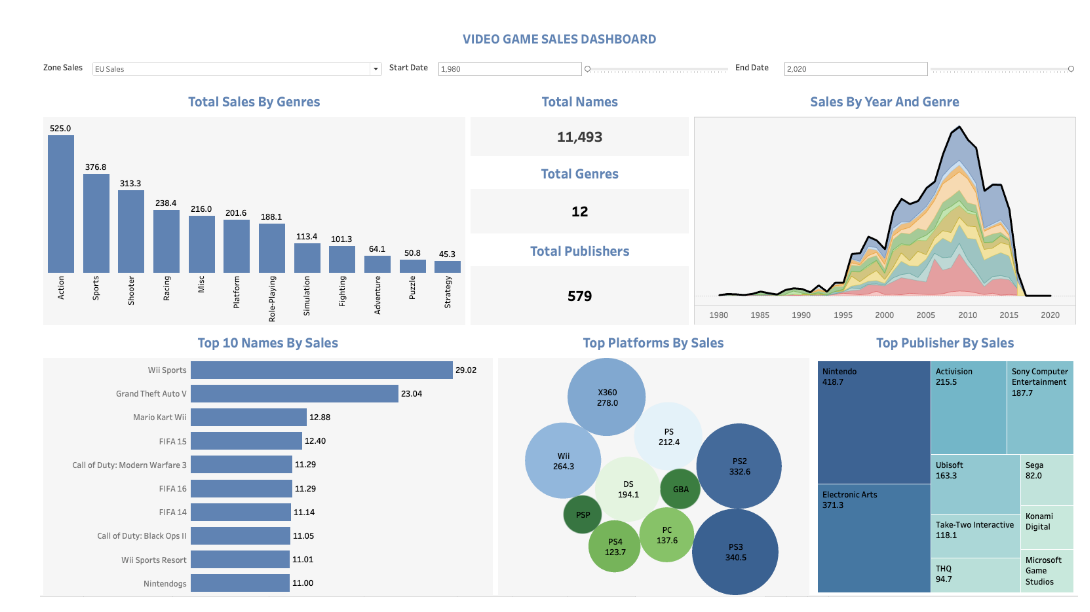 VIDEO GAME SALES DASHBOARD
Zone Sales
EU Sales
Start Date
1,980
End Date
2,020
Total Sales By Genres
525.0
376.8
313.3
238.4
216.0
201.6
188.1
113.4
101.3
64.1
50.8
45.3
Action
Sports
Shooter
Racing
Misc
Platform
Role-Playing
Simulation
Fighting
Adventure
Puzzle
Strategy
Total Names
11,493
Total Genres
12
Total Publishers
579
Sales By Year And Genre
1980
1985
1990
1995
2000
2005
2010
2015
2020
Top 10 Names By Sales
Wii Sports 29.02
Grand Theft Auto V 23.04
Mario Kart Wii 12.88
FIFA 15 12.40
Call of Duty: Modern Warfare 3 11.29
FIFA 16 11.29
FIFA 14 11.14
Call of Duty: Black Ops II 11.05
Wii Sports Resort 11.01
Nintendogs 11.00
Top Platforms By Sales
X360
278.0
PS
212.4
Wii
264.3
PS2
332.6
DS
194.1
GBA
PSP
PC
137.6
PS4
123.7
PS3
340.5
Top Publisher By Sales
Nintendo
418.7
Electronic Arts
371.3
Activision
215.5
Sony Computer
Entertainment
187.7
Ubisoft
163.3
Take-Two Interactive
118.1
THQ
94.7
Sega
82.0
Konami
Digital
Microsoft
Game
Studios